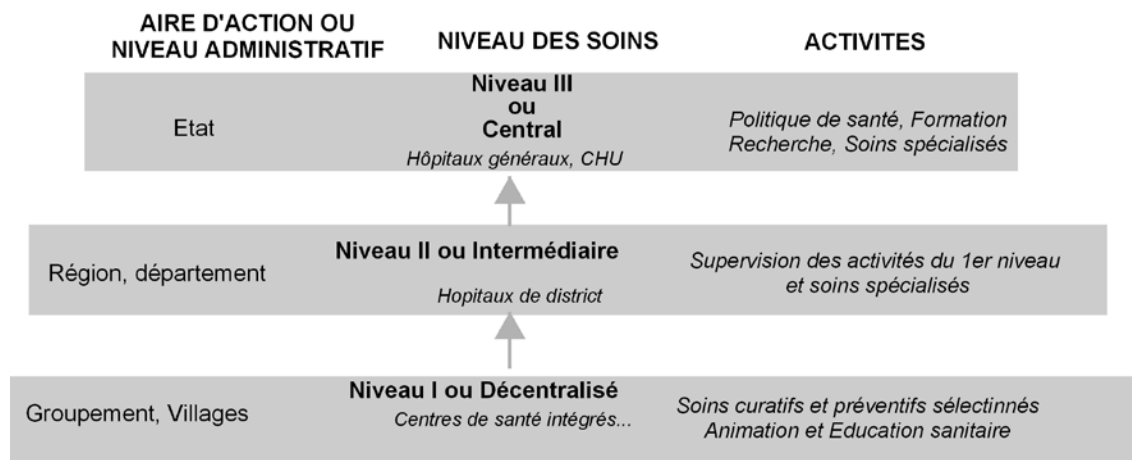 AIRE D'ACTION OU
NIVEAU ADMINISTRATIF
NIVEAU DES SOINS
ACTIVITES
Etat
Niveau III
ou
Central
Hôpitaux généraux, CHU
Politique de santé, Formation
Recherche, Soins spécialisés
Région, département
Niveau II ou Intermédiaire
Hopitaux de district
Supervision des activités du 1er niveau
et soins spécialisés
Groupement, Villages
Niveau I ou Décentralisé
Centres de santé intégrés...
Soins curatifs et préventifs sélectinnés
Animation et Education sanitaire